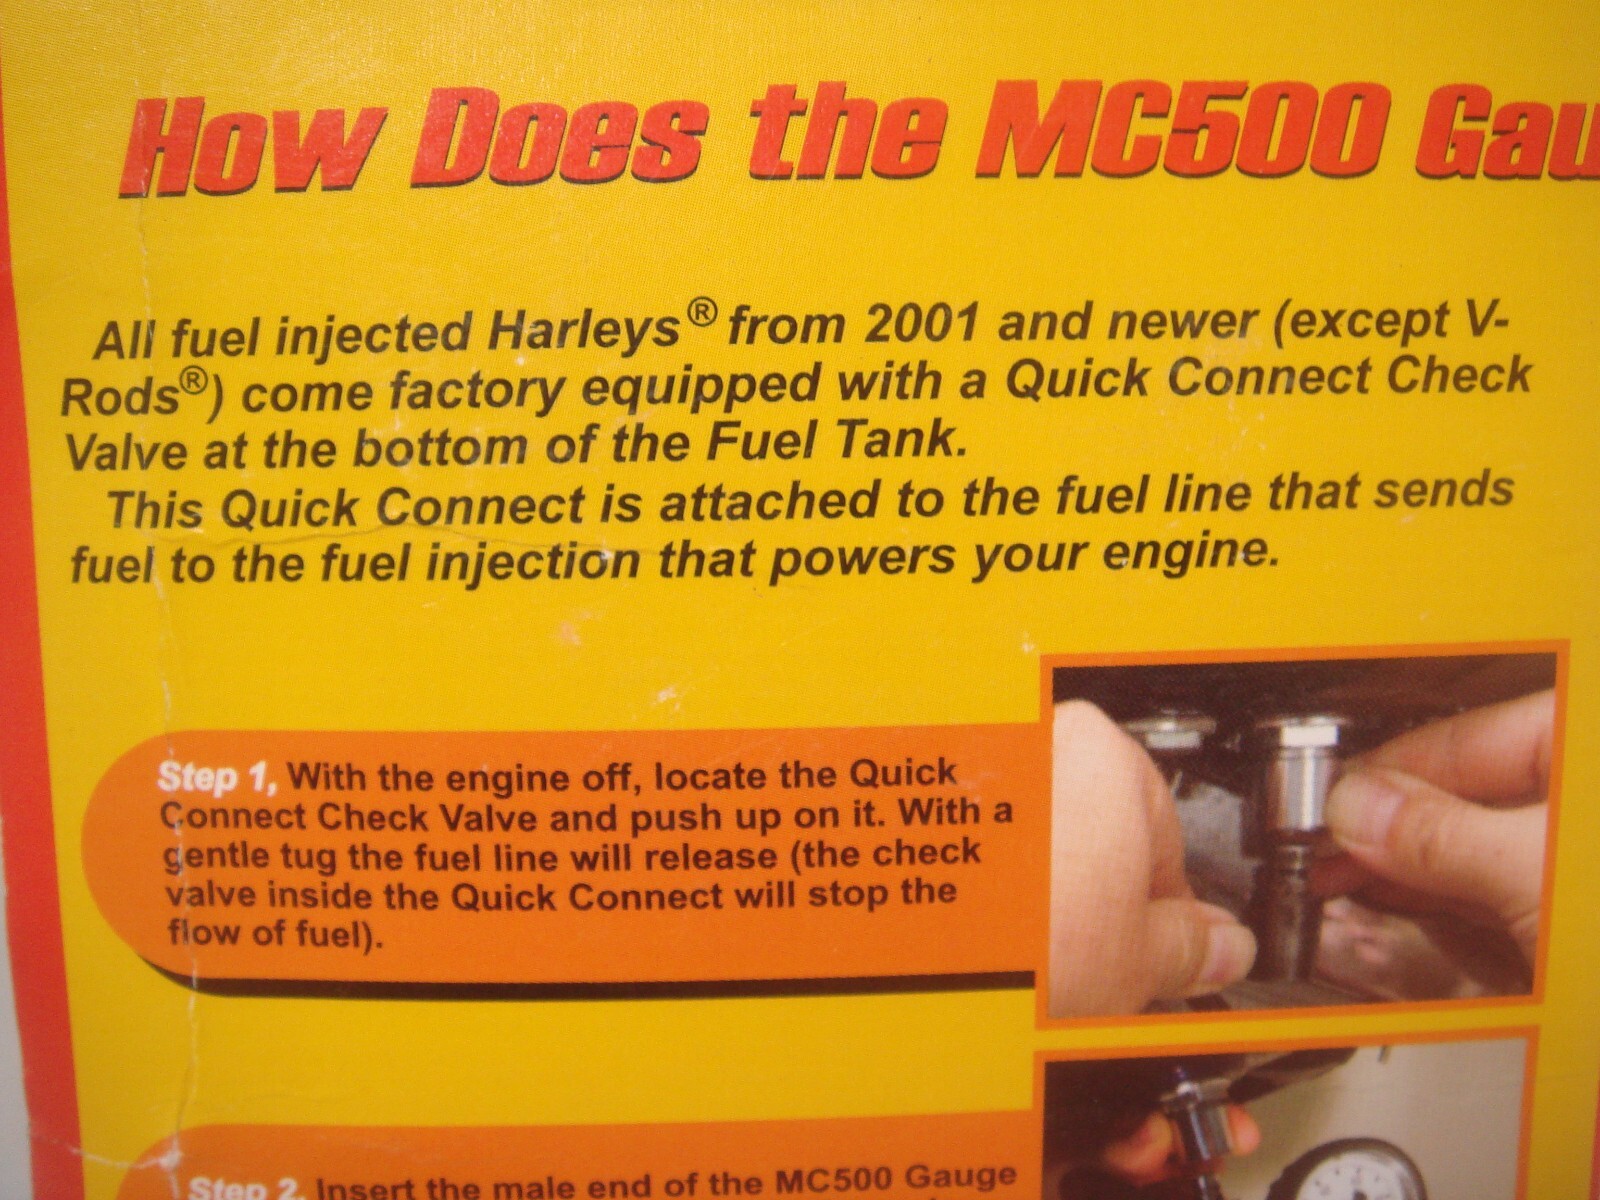 How Does the MC500
All fuel injected Harleys® from 2001 and newer (except V-
Rods®) come factory equipped with a Quick Connect Check
Valve at the bottom of the Fuel Tank.
This Quick Connect is attached to the fuel line that sends
fuel to the fuel injection that powers your engine.
Step 1, With the engine off, locate the Quick
Connect Check Valve and push up on it. With a
gentle tug the fuel line will release (the check
valve inside the Quick Connect will stop the
flow of fuel).
Step 2, Insert the male end of the MC500 Gauge